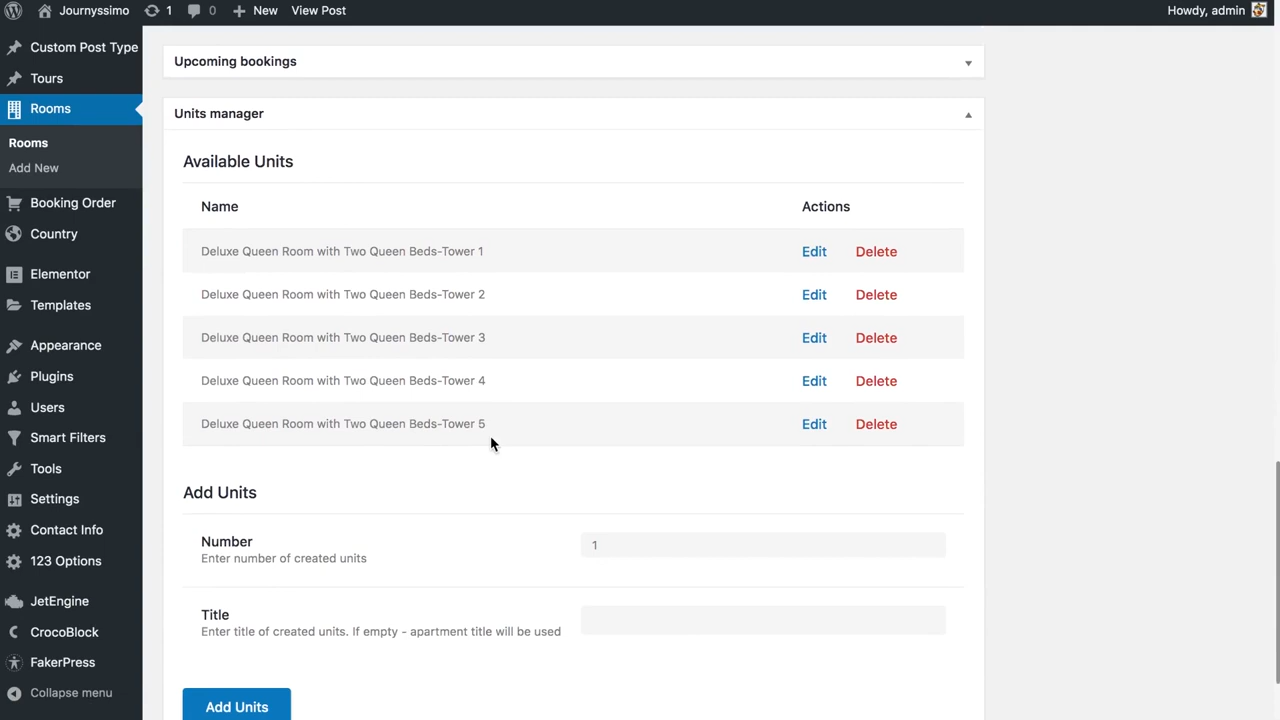 Journyssimo 1 0 New View Post Howdy, admin
Custom Post Type
Tours
Rooms
Rooms
Add New
Booking Order
Country
Elementor
Templates
Appearance
Plugins
Users
Smart Filters
Tools
Settings
Contact Info
123 Options
JetEngine
CrocoBlock
FakerPress
Collapse menu
Upcoming bookings
Units manager
Available Units
Name Actions
Deluxe Queen Room with Two Queen Beds-Tower 1 Edit Delete
Deluxe Queen Room with Two Queen Beds-Tower 2 Edit Delete
Deluxe Queen Room with Two Queen Beds-Tower 3 Edit Delete
Deluxe Queen Room with Two Queen Beds-Tower 4 Edit Delete
Deluxe Queen Room with Two Queen Beds-Tower 5 Edit Delete
Add Units
Number 1
Enter number of created units
Title
Enter title of created units. If empty - apartment title will be used
Add Units